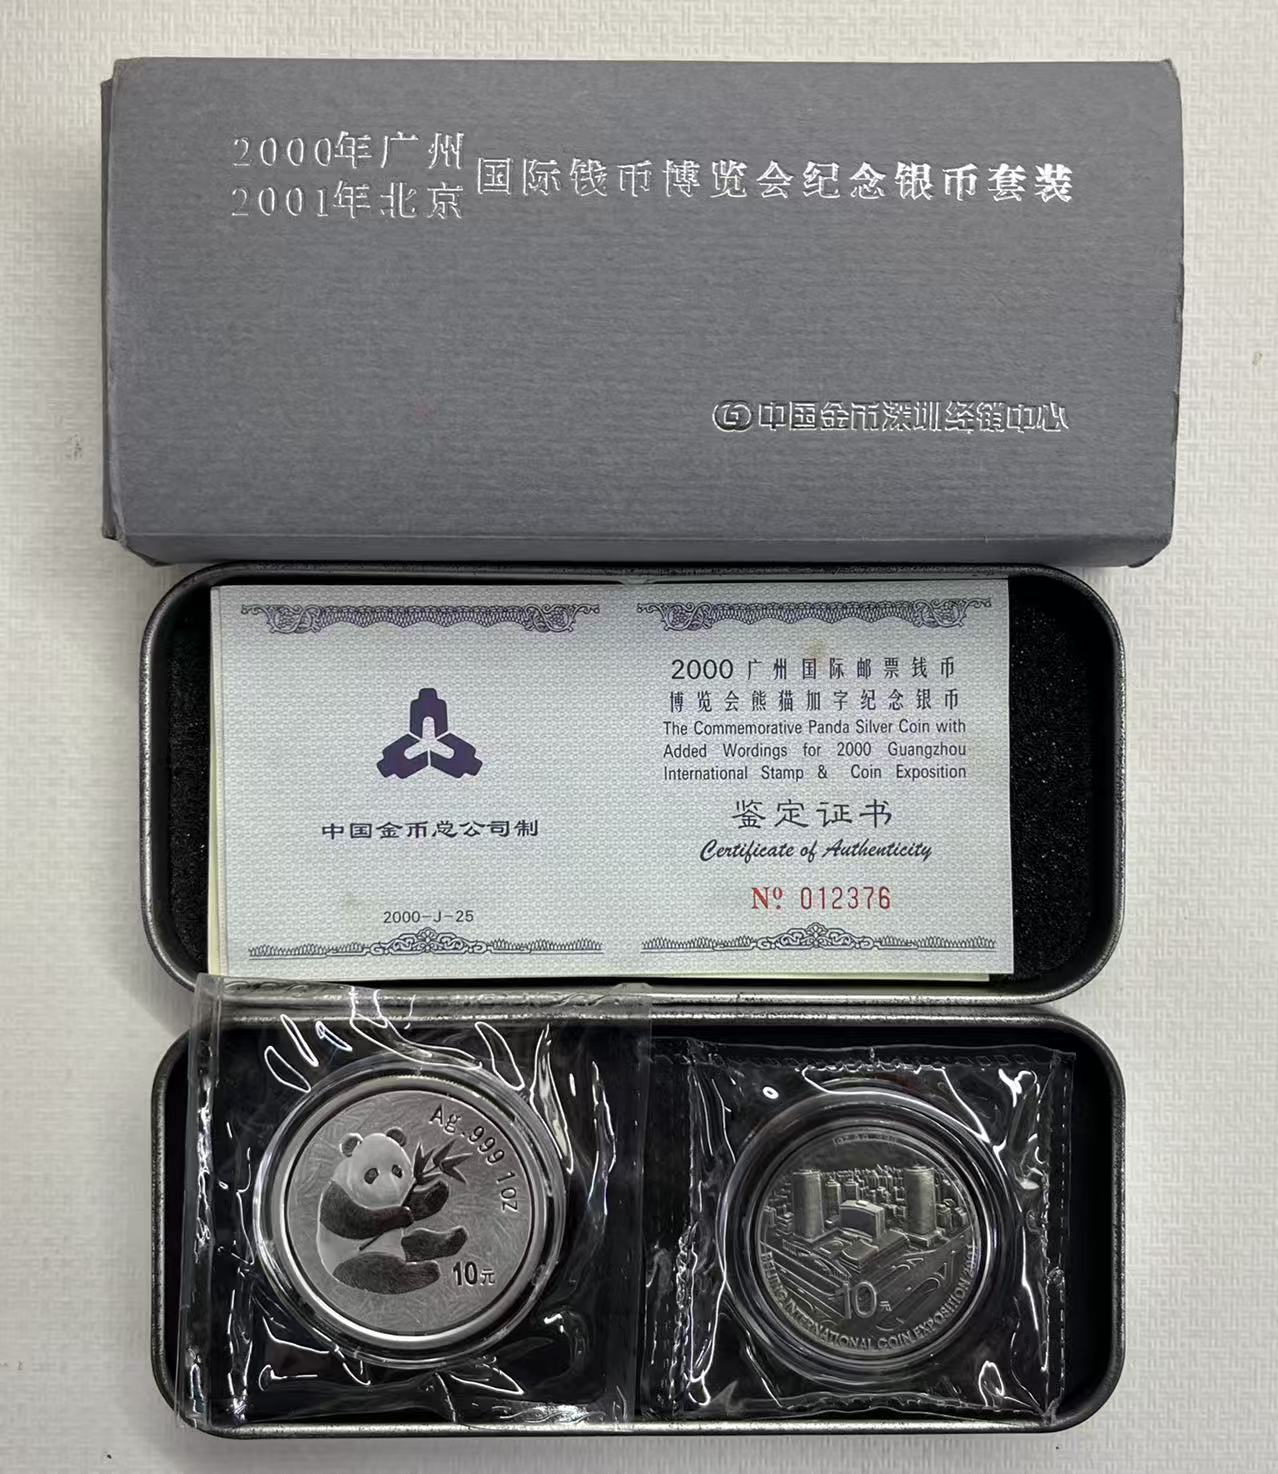 2000年广州
2001年北京
国际钱币博览会纪念银币套装
中国金币深圳经销中心
中国金币总公司制
2000-J-25
2000广州国际邮票钱币
博览会熊猫加字纪念银币
The Commemorative Panda Silver Coin with
Added Wordings for 2000 Guangzhou
International Stamp & Coin Exposition
鉴定证书
Certificate of Authenticity
Nº 012376
Ag.999 1oz
10元
10元
BEIJING INTERNATIONAL COIN EXPOSITION 2001